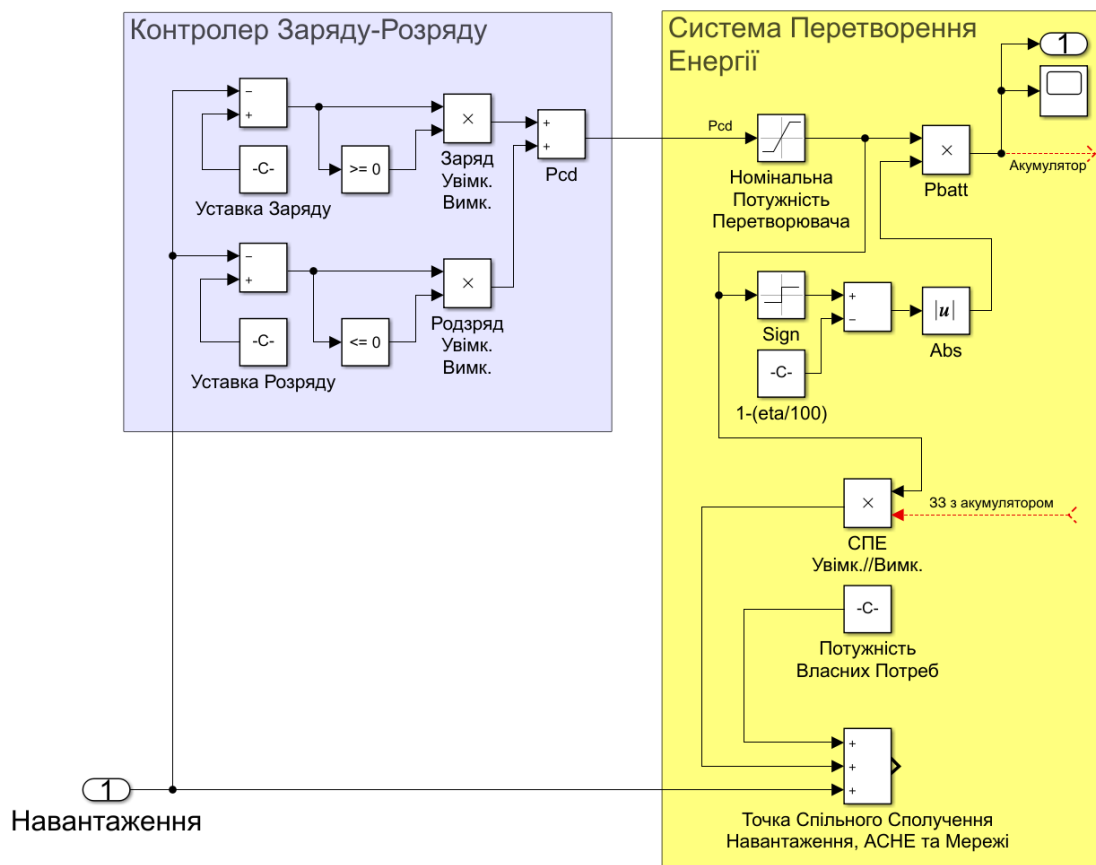 Контролер Заряду-Розряду
−
+
-C-
Уставка Заряду
>= 0
×
Заряд
Увімк.
Вимк.
+
+
Pcd
−
+
-C-
Уставка Розряду
<= 0
×
Родзряд
Увімк.
Вимк.
Система Перетворення
Енергії
Pcd
Номінальна
Потужність
Перетворювача
×
Pbatt
1
Акумулятор
Sign
+
−
|u|
Abs
-C-
1-(eta/100)
×
ЗЗ з акумулятором
СПЕ
Увімк.//Вимк.
-C-
Потужність
Власних Потреб
+
+
+
Точка Спільного Сполучення
Навантаження, АСНЕ та Мережі
1
Навантаження